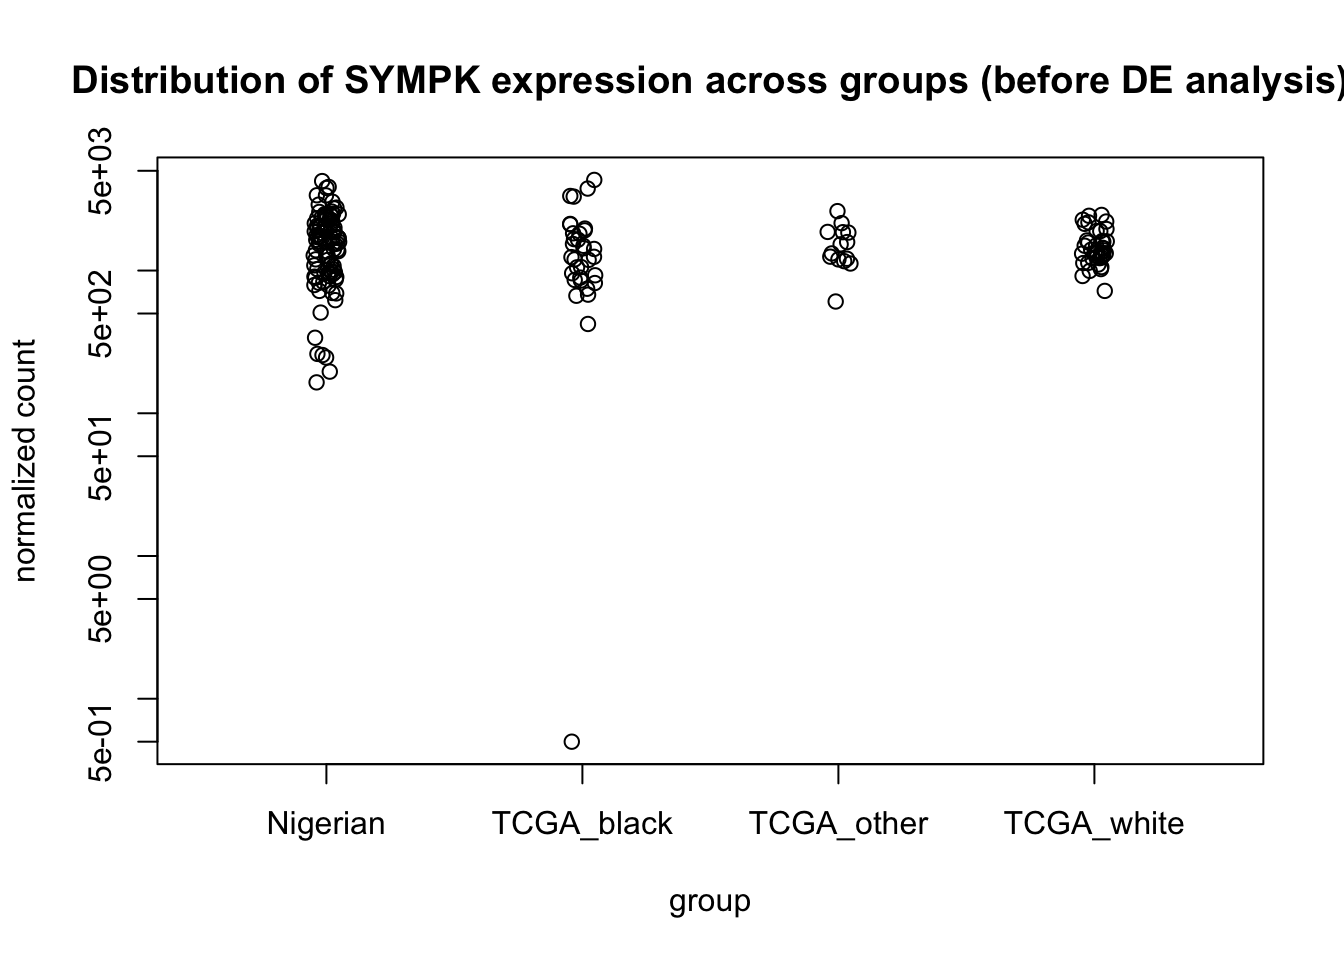 Distribution of SYMPK expression across groups (before DE analysis)
normalized count
5e+03
5e+02
5e+01
5e+00
5e-01
Nigerian TCGA_black TCGA_other TCGA_white
group